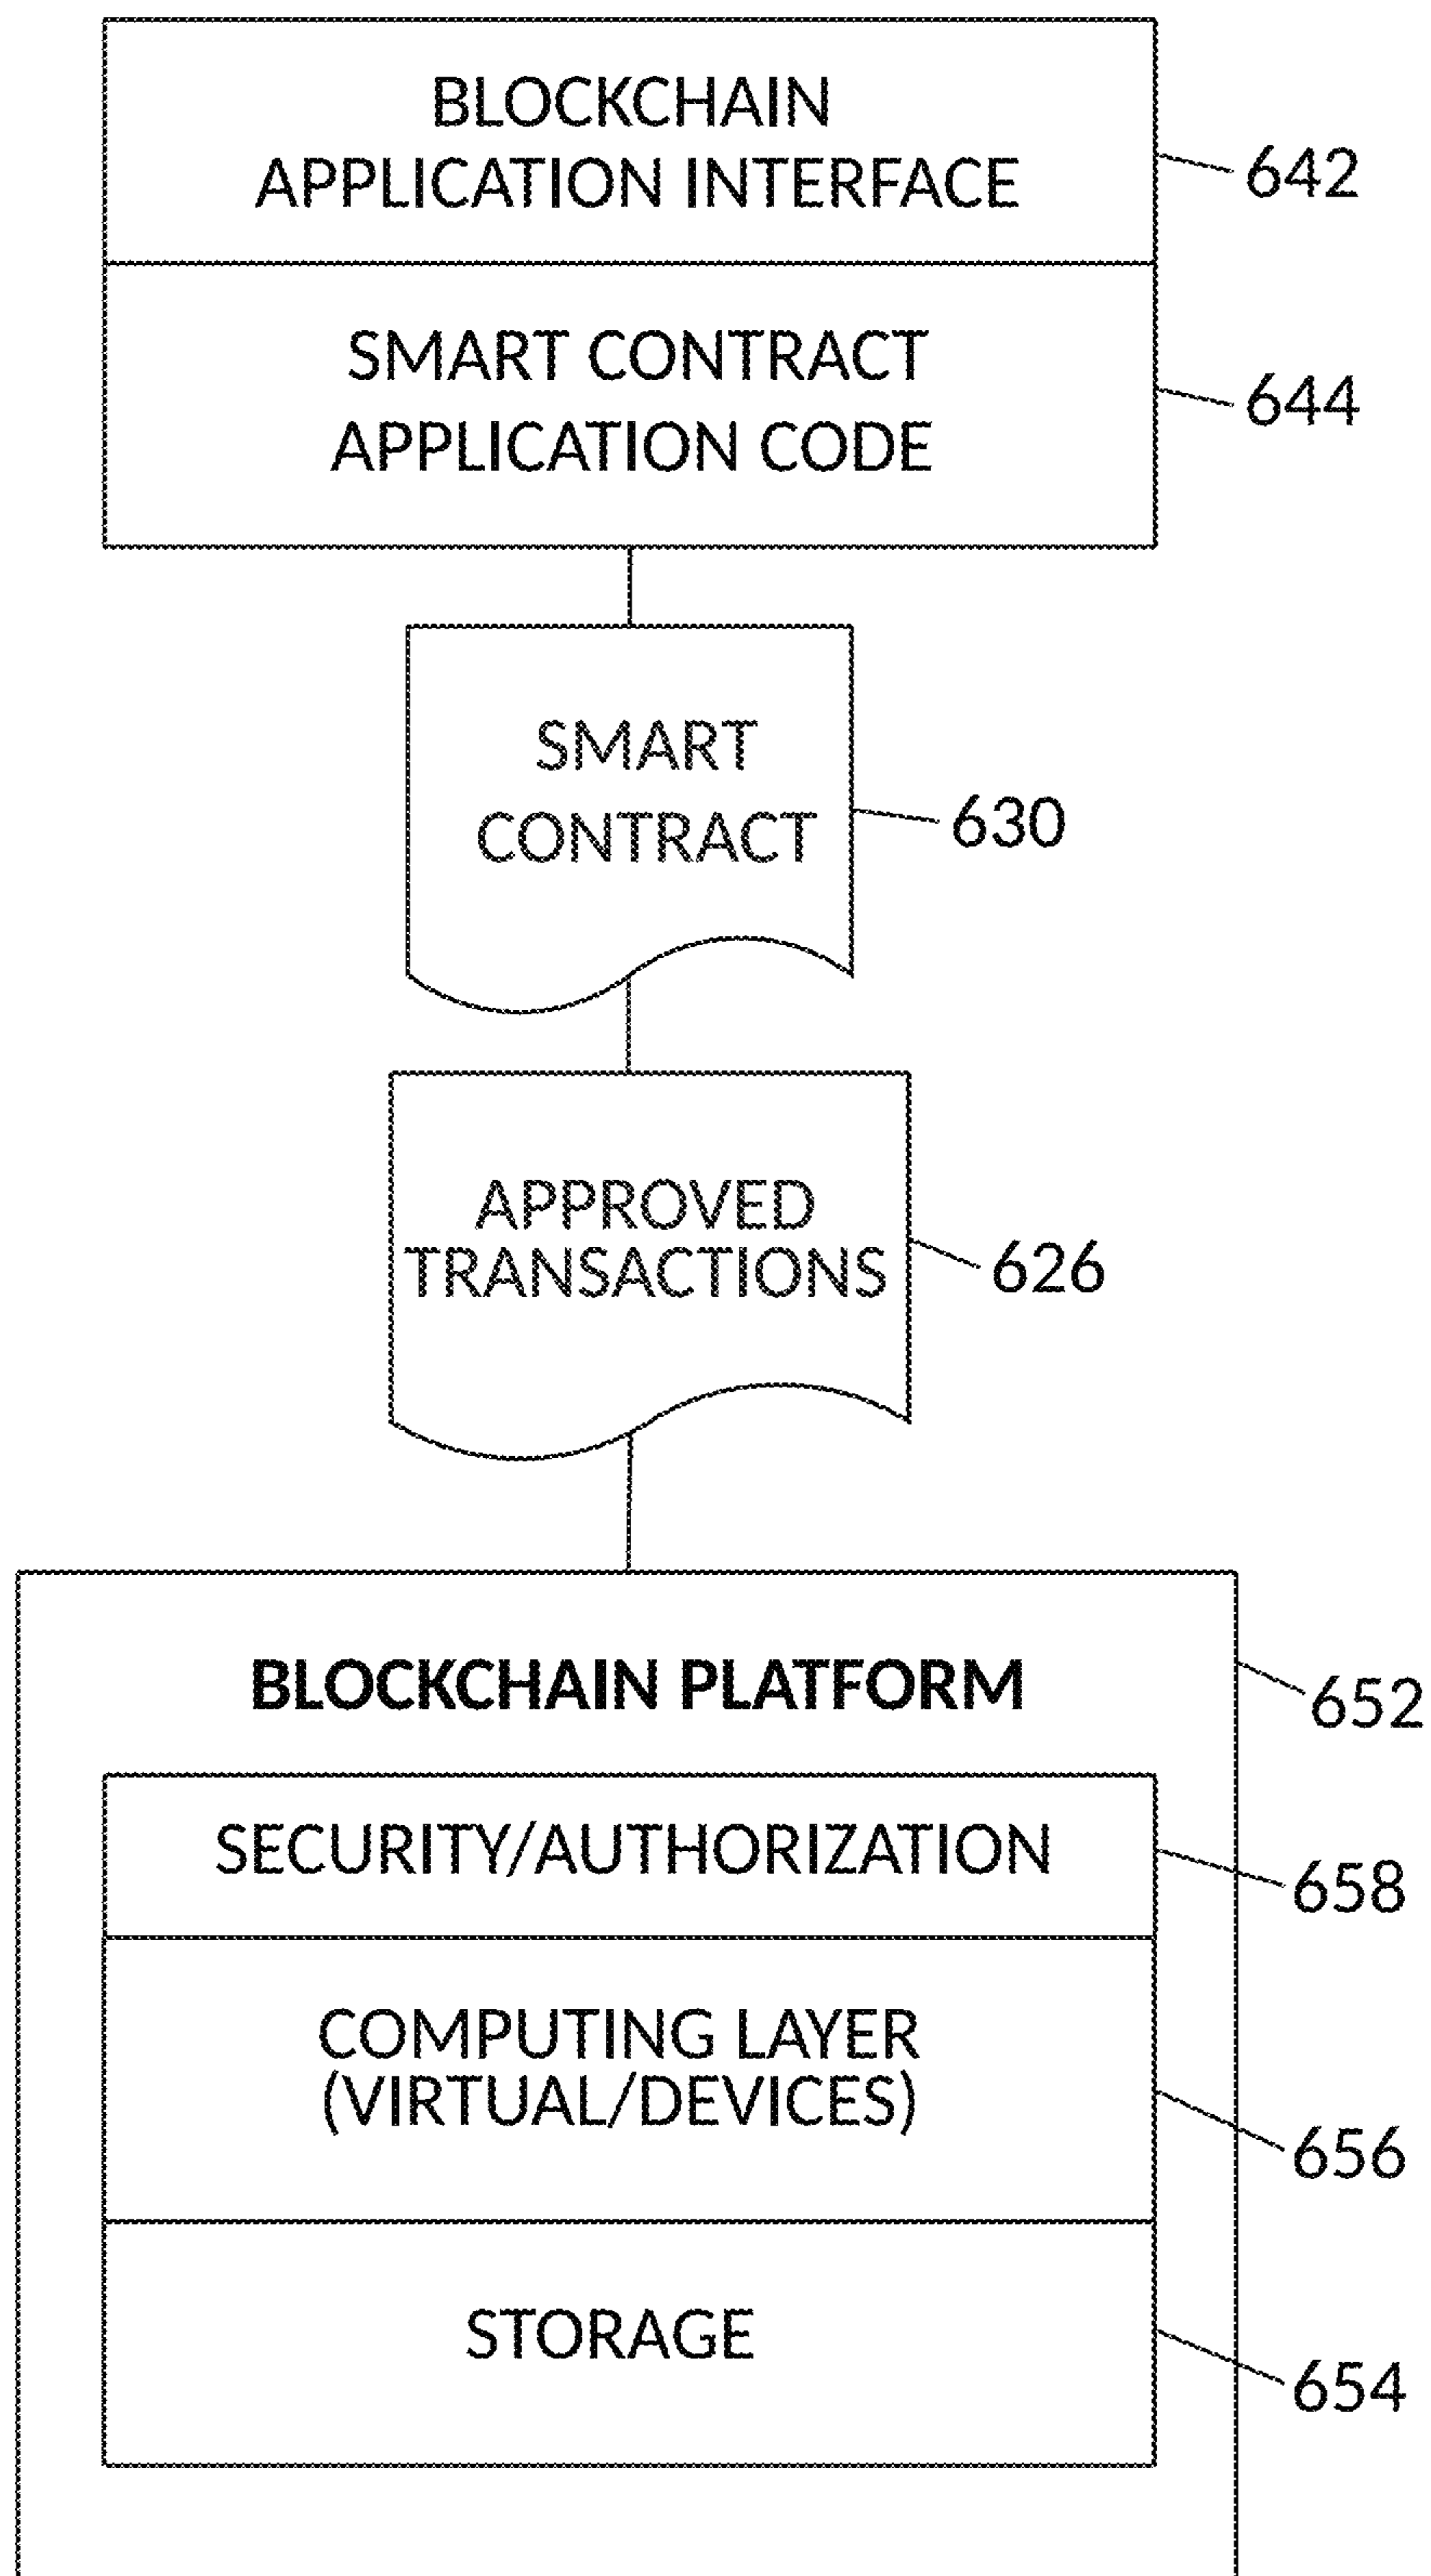 BLOCKCHAIN
APPLICATION INTERFACE
642
SMART CONTRACT
APPLICATION CODE
644
SMART
CONTRACT
630
APPROVED
TRANSACTIONS
626
BLOCKCHAIN PLATFORM
652
SECURITY/AUTHORIZATION
658
COMPUTING LAYER
(VIRTUAL/DEVICES)
656
STORAGE
654